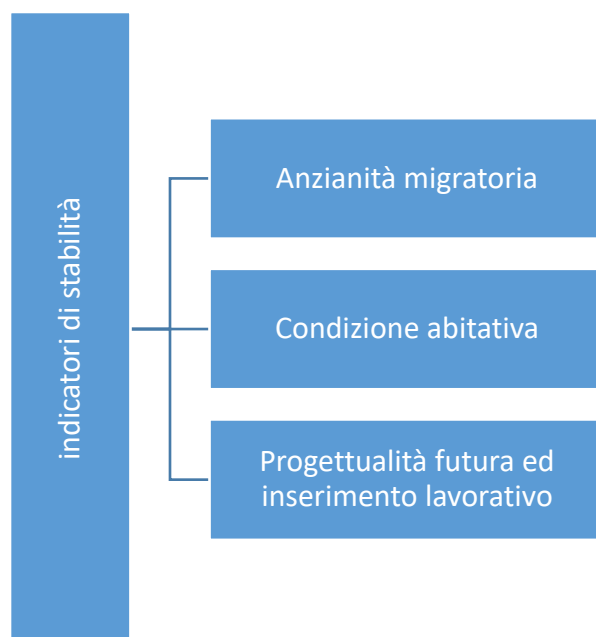 indicatori di stabilità
Anzianità migratoria
Condizione abitativa
Progettualità futura ed
inserimento lavorativo